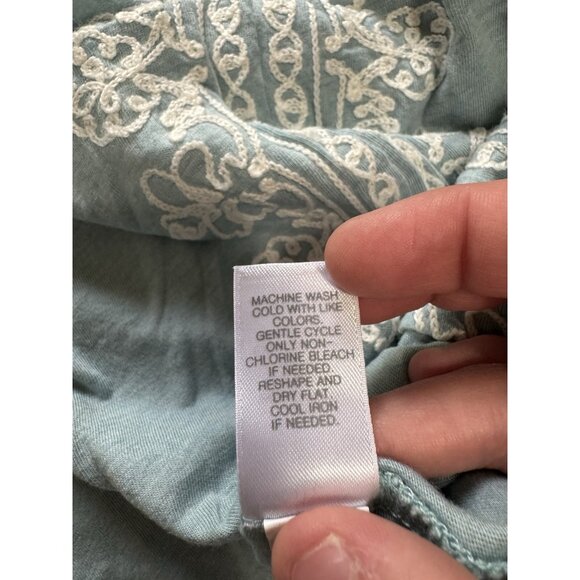 MACHINE WASH
COLD WITH LIKE
COLORS.
GENTLE CYCLE
ONLY NON-
CHLORINE BLEACH
IF NEEDED.
RESHAPE AND
DRY FLAT.
COOL IRON
IF NEEDED.